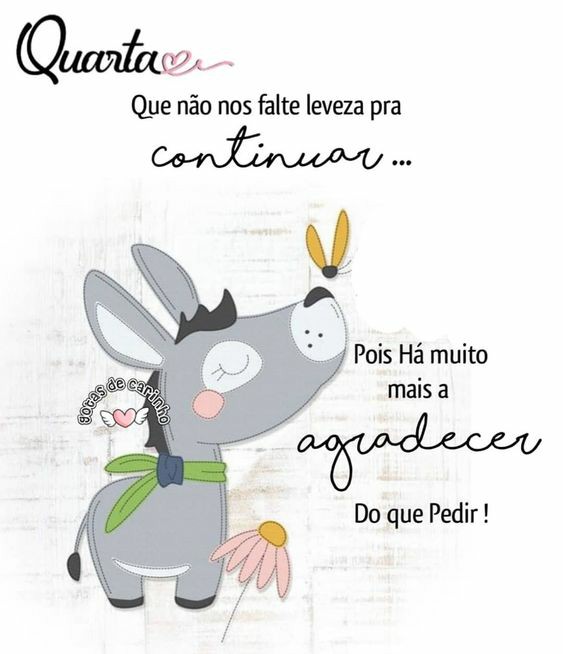 Quarta
Que não nos falte leveza pra
continuar...
Pois Há muito
mais a
agradecer
Do que Pedir !
gotas de carinho